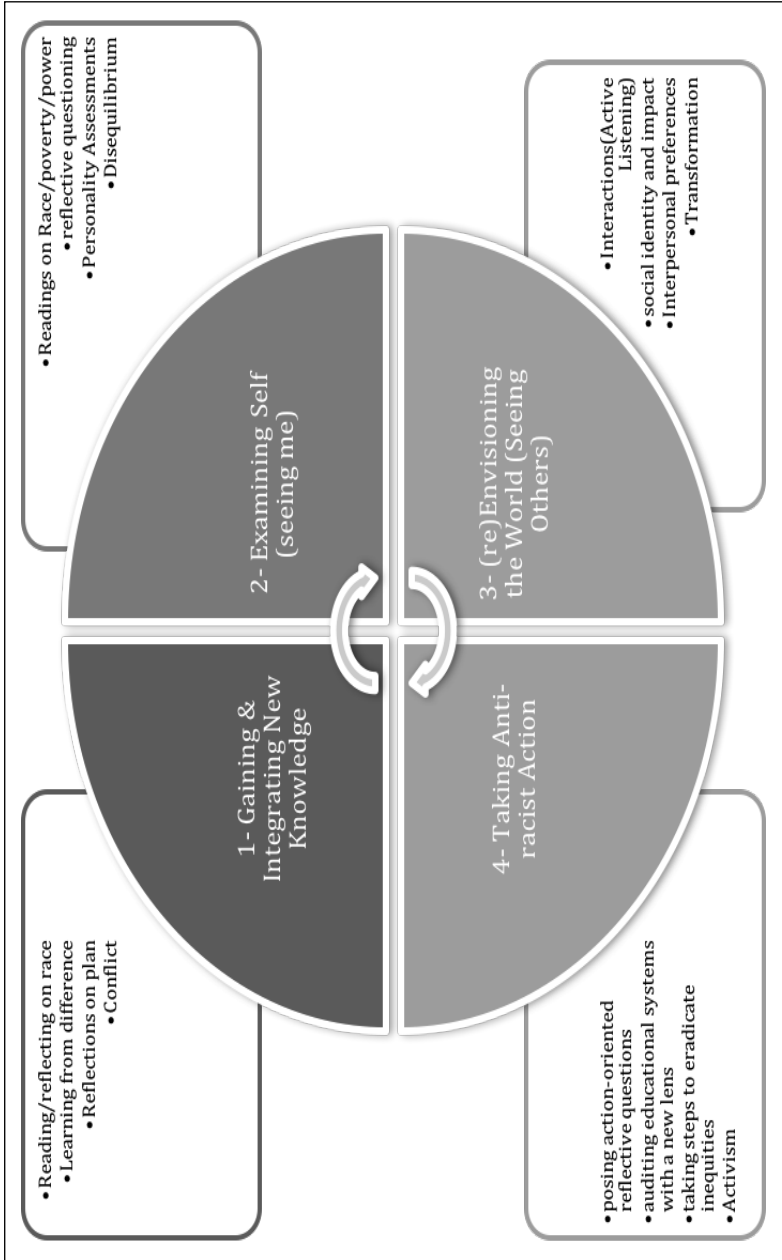 •Reading/reflecting on race
•Learning from difference
•Reflections on plan
•Conflict
1- Gaining &
Integrating New
Knowledge
•Readings on Race/poverty/power
•reflective questioning
•Personality Assessments
•Disequilibrium
2- Examining Self
(seeing me)
•Interactions(Active
Listening)
•social identity and impact
•Interpersonal preferences
•Transformation
3- (re)Envisioning
the World (Seeing
Others)
•posing action-oriented
reflective questions
•auditing educational systems
with a new lens
•taking steps to eradicate
inequities
•Activism
4- Taking Anti-
racist Action